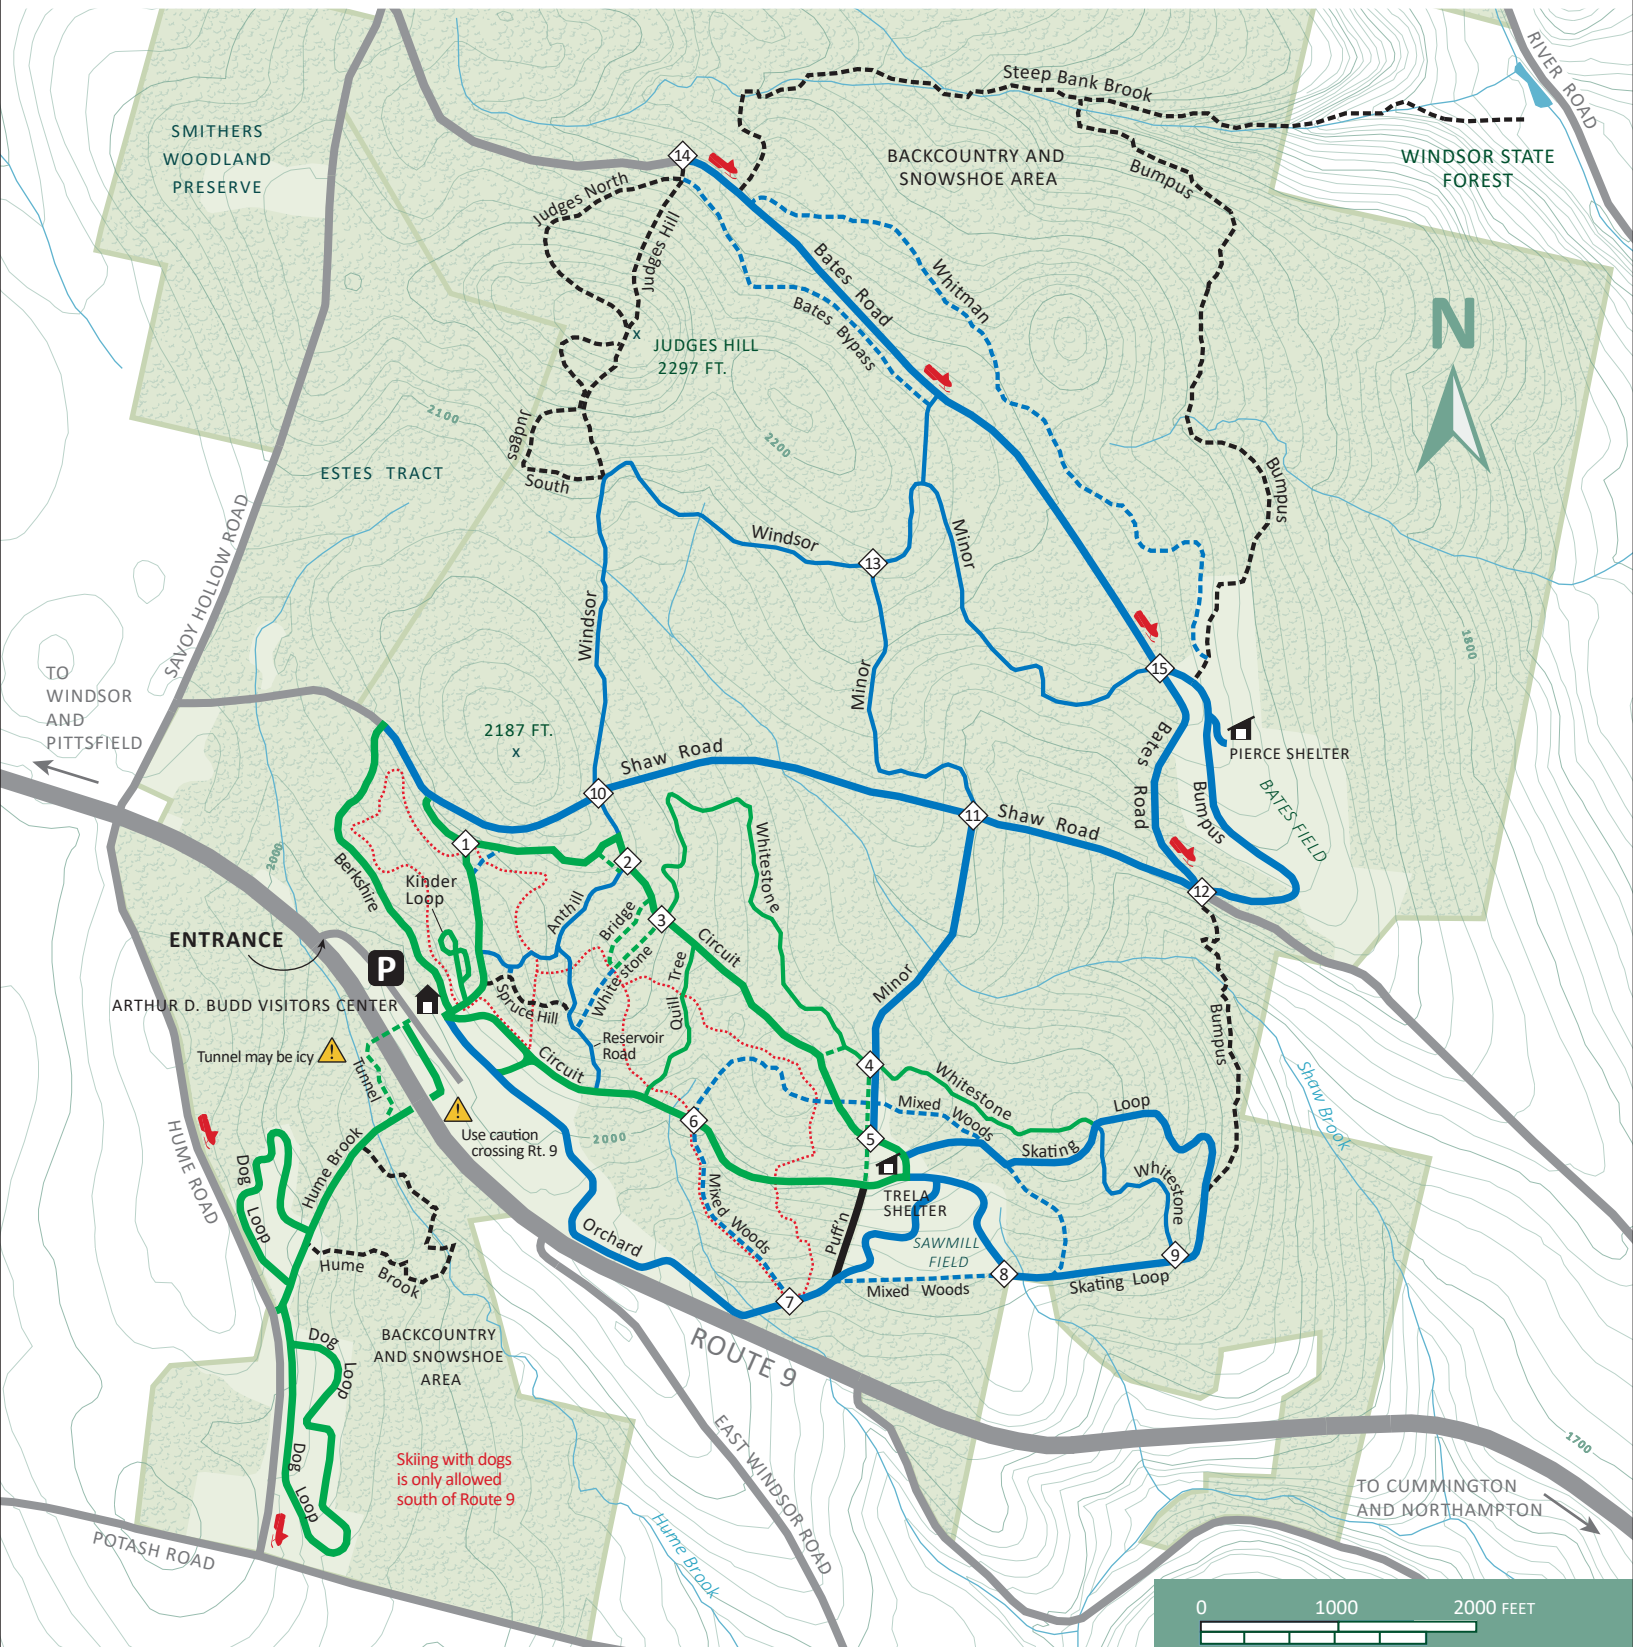 Steep Bank Brook
RIVER ROAD
SMITHERS
WOODLAND
PRESERVE
BACKCOUNTRY AND
SNOWSHOE AREA
WINDSOR STATE
FOREST
14
Judges North
Judges Hill
Bumpus
Bates Road
Whitman
Bates Bypass
N
JUDGES HILL
2297 FT.
x
2100
2200
Judges
South
ESTES TRACT
Bumpus
SAVOY HOLLOW ROAD
Windsor
13
Minor
Windsor
Minor
1800
15
TO
WINDSOR
AND
PITTSFIELD
2187 FT.
x
Shaw Road
10
Bates
Road
Bumpus
PIERCE SHELTER
BATES FIELD
11
Shaw Road
12
2000
1
2
3
Berkshire
Kinder
Loop
Anthill
Bridge
Whitestone
Whitestone
Circuit
Quill Tree
Minor
ENTRANCE
P
ARTHUR D. BUDD VISITORS CENTER
Spruce Hill
Reservoir
Road
Circuit
Bumpus
Tunnel may be icy
Tunnel
Use caution
crossing Rt. 9
2000
4
Whitestone
Mixed Woods
Loop
Skating
Whitestone
Shaw Brook
5
6
HUME ROAD
Dog
Loop
Hume Brook
Hume Brook
Mixed Woods
Orchard
Puff'n
TRELA
SHELTER
SAWMILL
FIELD
7
8
9
Mixed Woods
Skating Loop
ROUTE 9
Dog
Loop
BACKCOUNTRY
AND SNOWSHOE
AREA
Dog
Loop
Skiing with dogs
is only allowed
south of Route 9
EAST WINDSOR ROAD
Hume Brook
POTASH ROAD
1700
TO CUMMINGTON
AND NORTHAMPTON
0 1000 2000 FEET